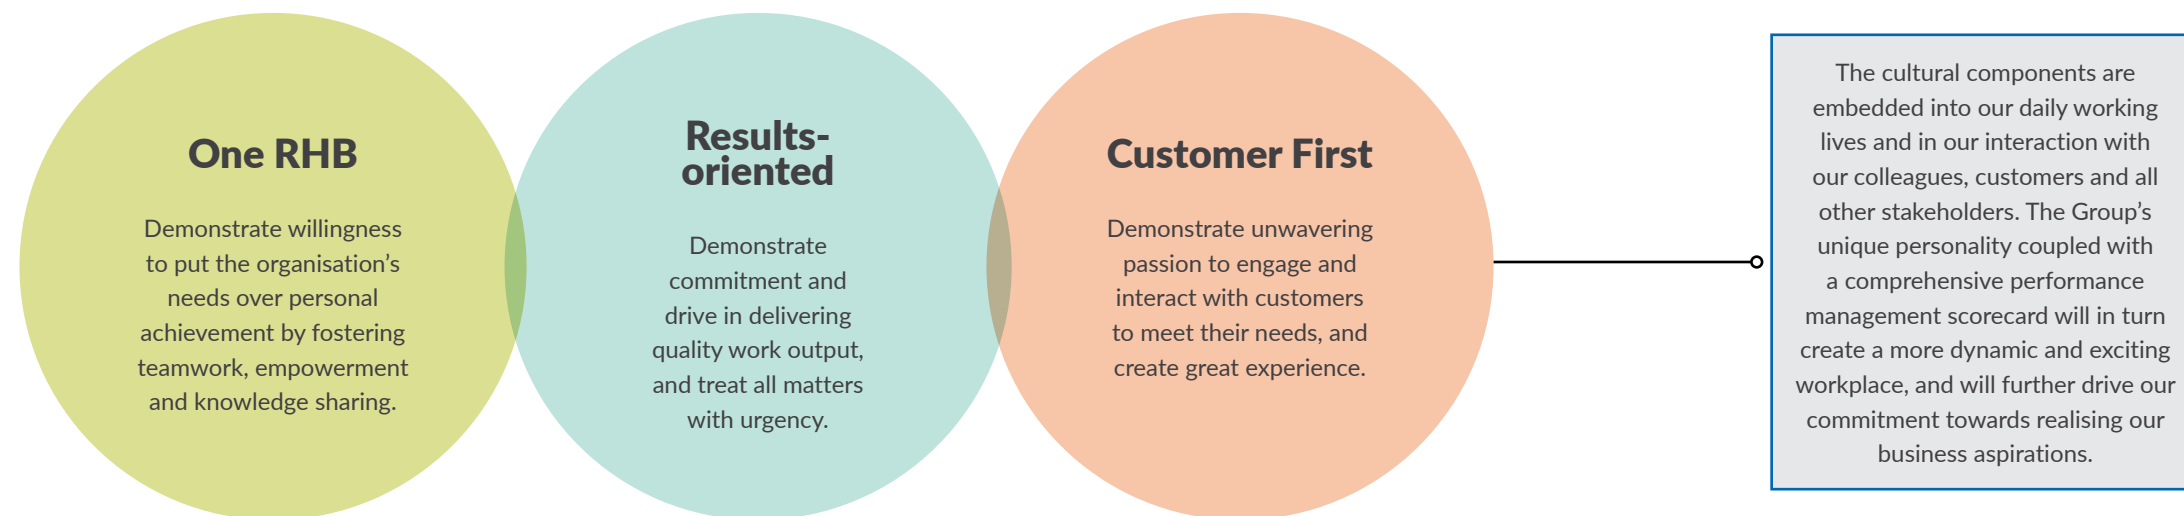 One RHB
Demonstrate willingness
to put the organisation’s
needs over personal
achievement by fostering
teamwork, empowerment
and knowledge sharing.
Results-
oriented
Demonstrate
commitment and
drive in delivering
quality work output,
and treat all matters
with urgency.
Customer First
Demonstrate unwavering
passion to engage and
interact with customers
to meet their needs, and
create great experience.
The cultural components are
embedded into our daily working
lives and in our interaction with
our colleagues, customers and all
other stakeholders. The Group’s
unique personality coupled with
a comprehensive performance
management scorecard will in turn
create a more dynamic and exciting
workplace, and will further drive our
commitment towards realising our
business aspirations.